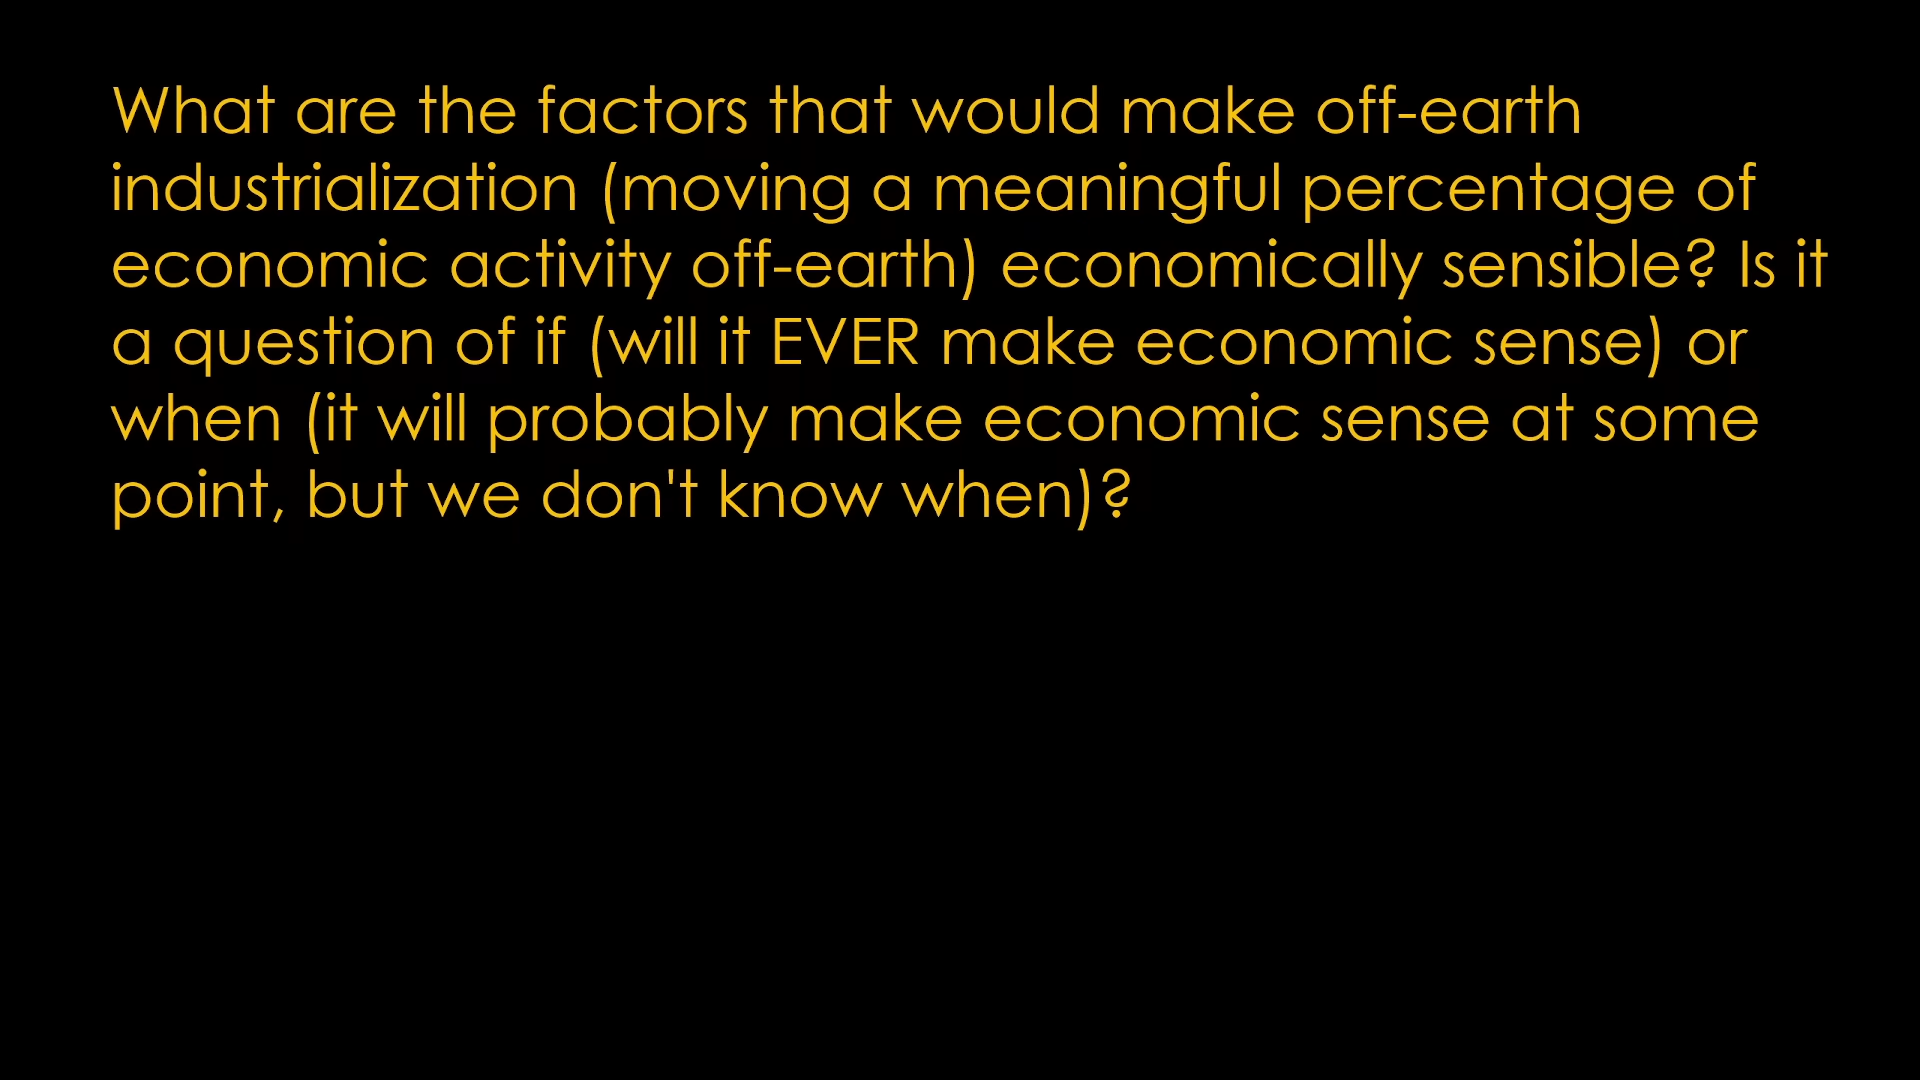 What are the factors that would make off-earth
industrialization (moving a meaningful percentage of
economic activity off-earth) economically sensible? Is it
a question of if (will it EVER make economic sense) or
when (it will probably make economic sense at some
point, but we don't know when)?